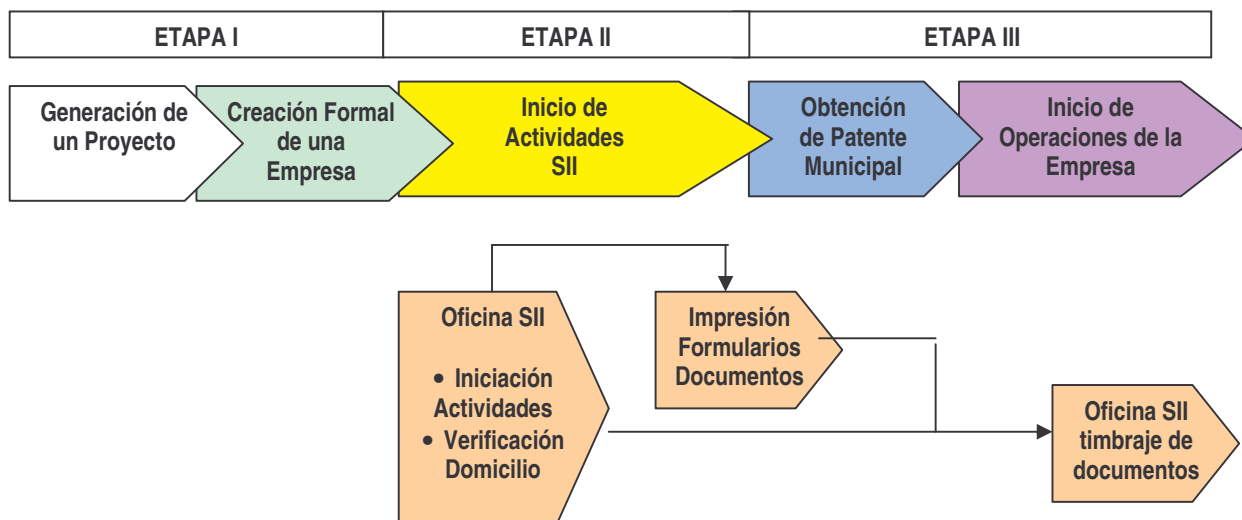 ETAPA I
ETAPA II
ETAPA III
Generación de
un Proyecto
Creación Formal
de una
Empresa
Inicio de
Actividades
SII
Obtención
de Patente
Municipal
Inicio de
Operaciones de la
Empresa
Oficina SII
• Iniciación
Actividades
• Verificación
Domicilio
Impresión
Formularios
Documentos
Oficina SII
timbraje de
documentos